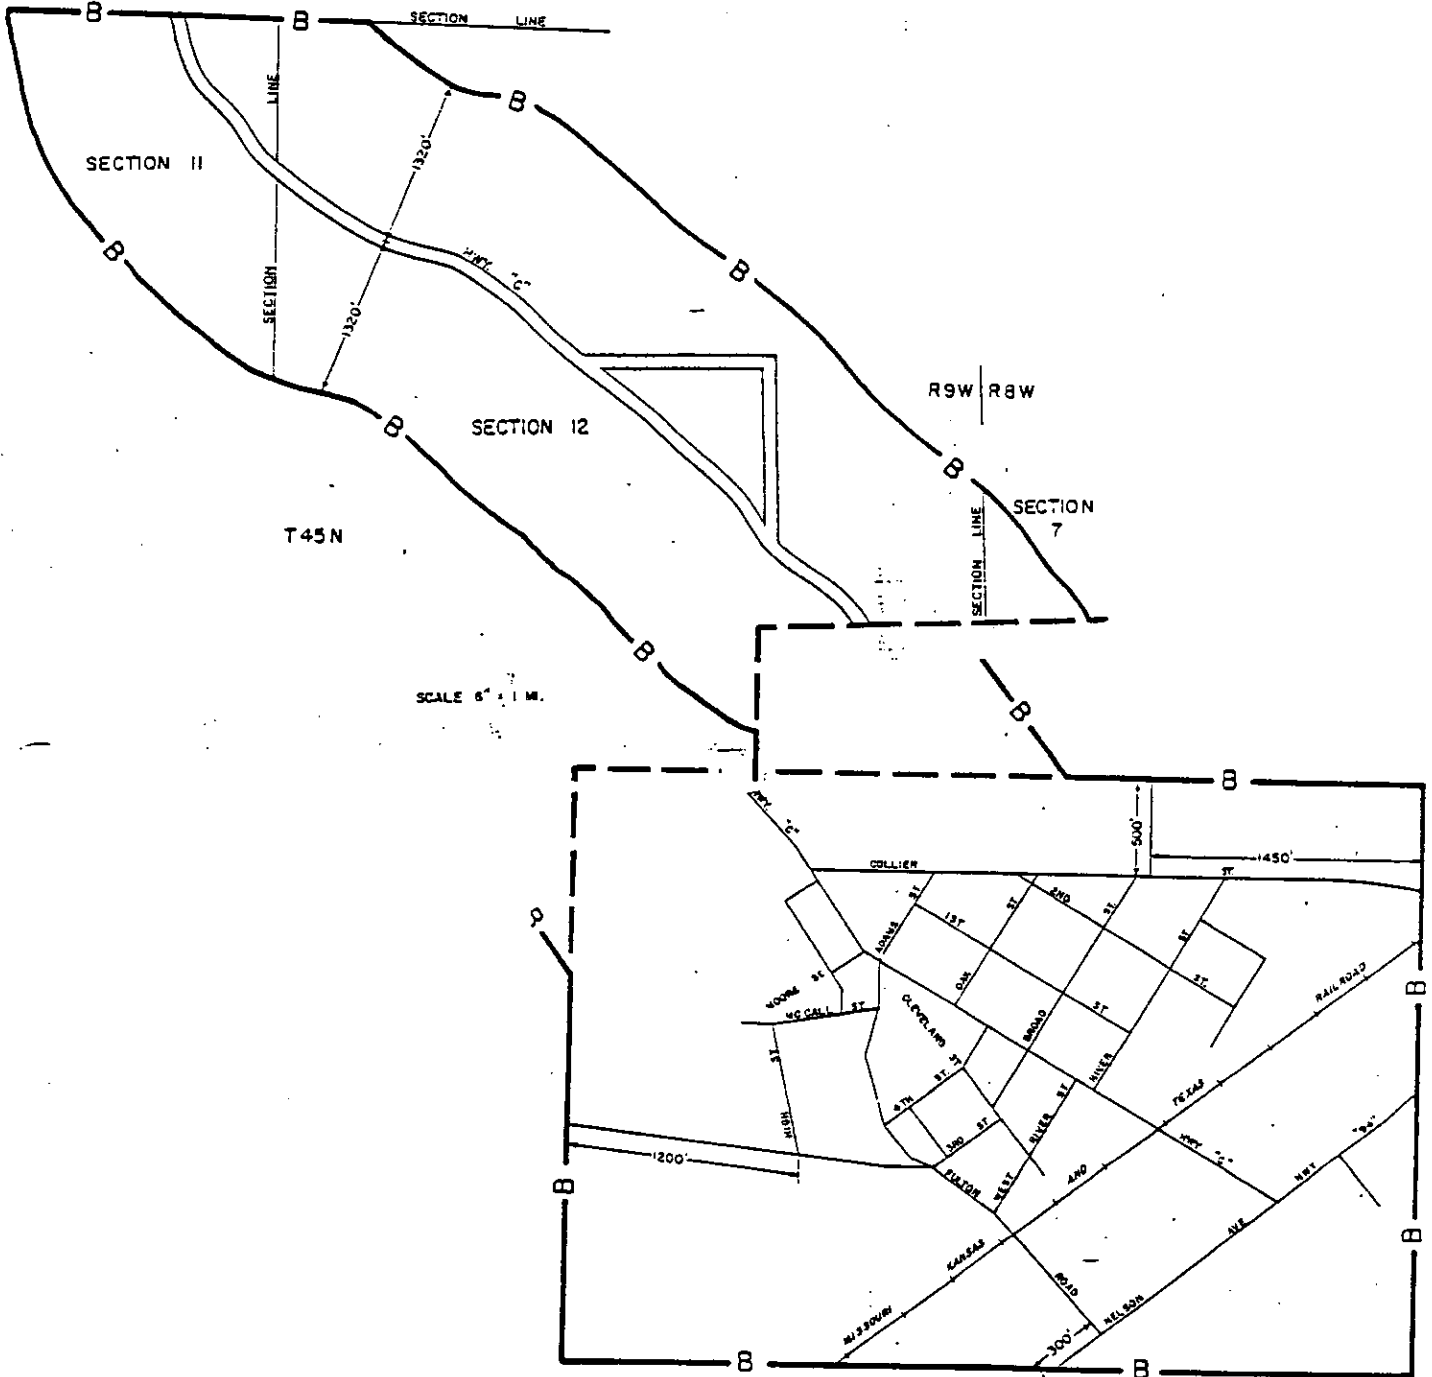 B
B
SECTION LINE
B
LINE
1320'
SECTION 11
B
HWY. "C"
B
SECTION
1320'
R9W R8W
B
SECTION 12
B
SECTION
7
SECTION LINE
T45N
B
SCALE 6" = 1 MI.
B
B
HWY. "C"
500'
1450'
COLLIER
ST.
ADAMS ST
1ST
OAK ST
2ND
ST.
ST
ST.
B
MOORE ST
MC CALL ST
CLEVELAND ST
BROAD
ST
RIVER
RAILROAD
B
HIGH ST
4TH ST.
3RD ST
RIVER ST
WEST
TEXAS
AND
HWY "C"
HWY "94"
1200'
FULTON
B
KANSAS
ROAD
AVE
B
MISSOURI
NELSON
300'
B
B